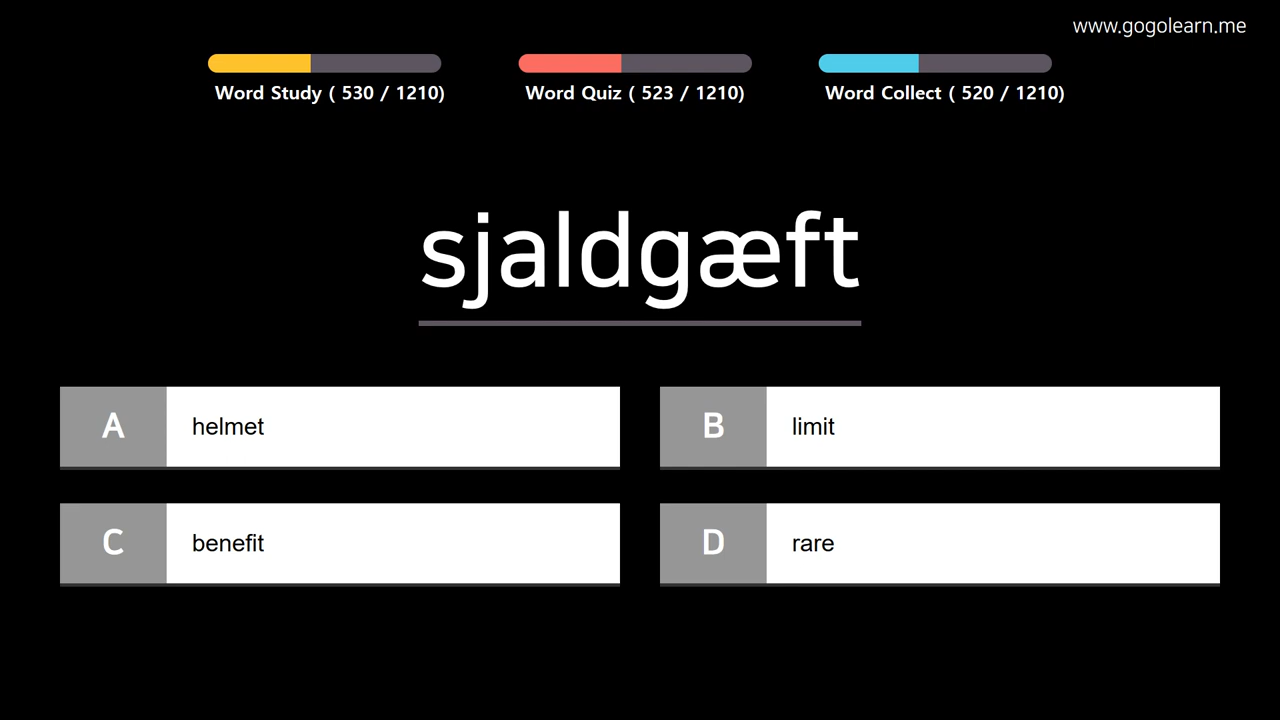 www.gogolearn.me
Word Study ( 530 / 1210)
Word Quiz ( 523 / 1210)
Word Collect ( 520 / 1210)
sjaldgæft
A helmet
B limit
C benefit
D rare